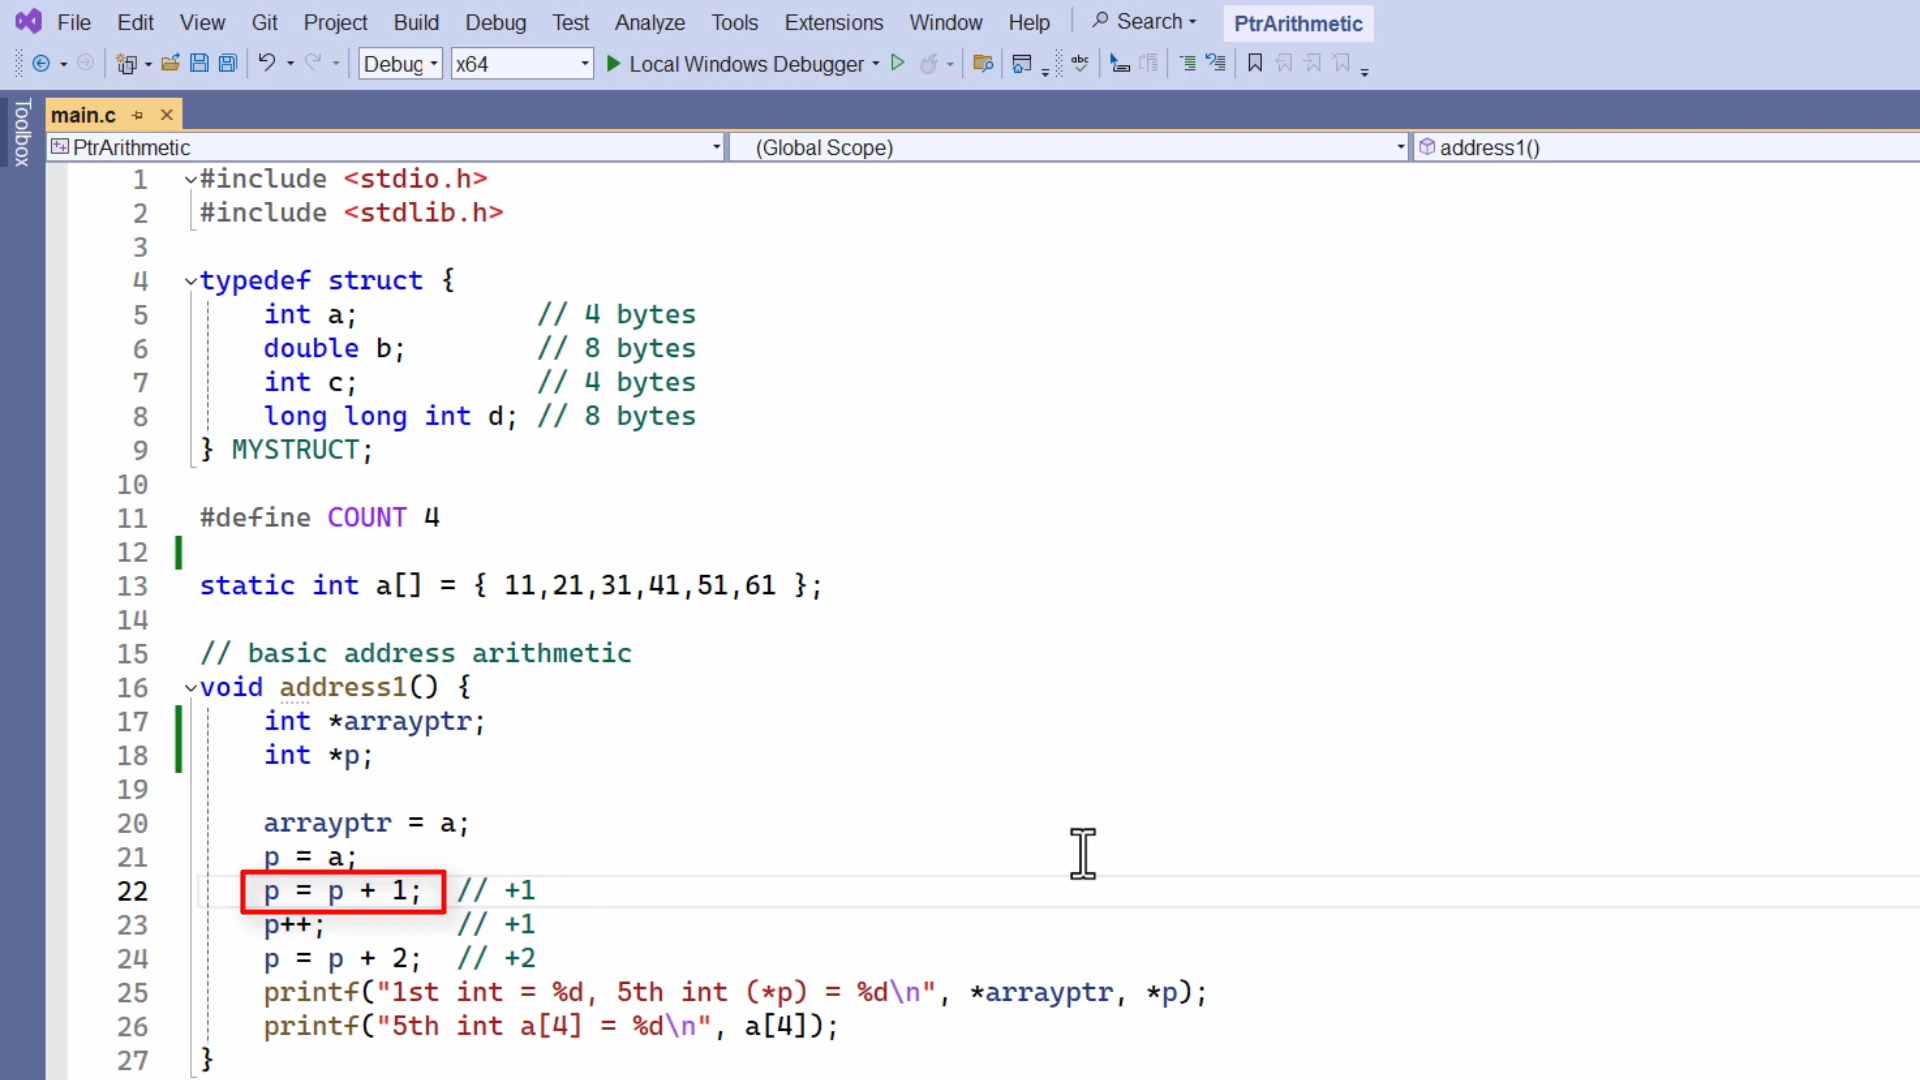 File Edit View Git Project Build Debug Test Analyze Tools Extensions Window Help Search PtrArithmetic
Debug x64 Local Windows Debugger abc
Toolbox
main.c
PtrArithmetic (Global Scope) address1()
1 #include <stdio.h>
2 #include <stdlib.h>
3
4 typedef struct {
5 int a; // 4 bytes
6 double b; // 8 bytes
7 int c; // 4 bytes
8 long long int d; // 8 bytes
9 } MYSTRUCT;
10
11 #define COUNT 4
12
13 static int a[] = { 11,21,31,41,51,61 };
14
15 // basic address arithmetic
16 void address1() {
17 int *arrayptr;
18 int *p;
19
20 arrayptr = a;
21 p = a;
22 p = p + 1; // +1
23 p++; // +1
24 p = p + 2; // +2
25 printf("1st int = %d, 5th int (*p) = %d\n", *arrayptr, *p);
26 printf("5th int a[4] = %d\n", a[4]);
27 }